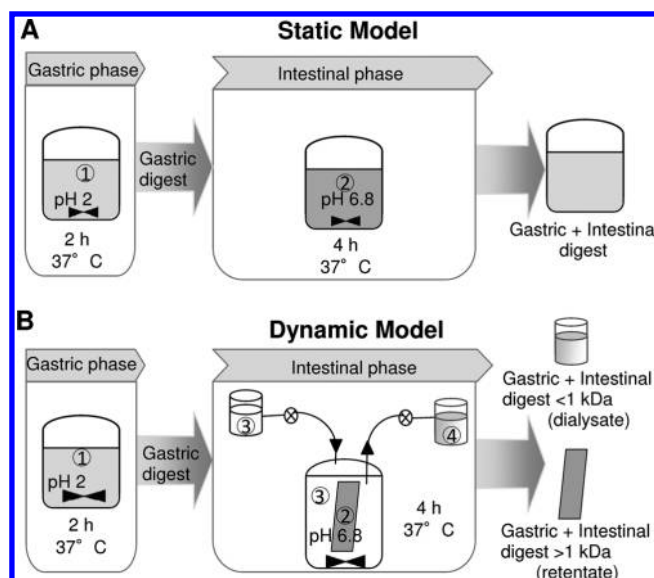 A
Static Model
Gastric phase
Intestinal phase
①
pH 2
2 h
37° C
Gastric
digest
②
pH 6.8
4 h
37° C
Gastric + Intestinal
digest
B
Dynamic Model
Gastric phase
Intestinal phase
①
pH 2
2 h
37° C
Gastric
digest
③
④
③
②
pH 6.8
4 h
37° C
Gastric + Intestinal
digest <1 kDa
(dialysate)
Gastric + Intestinal
digest >1 kDa
(retentate)